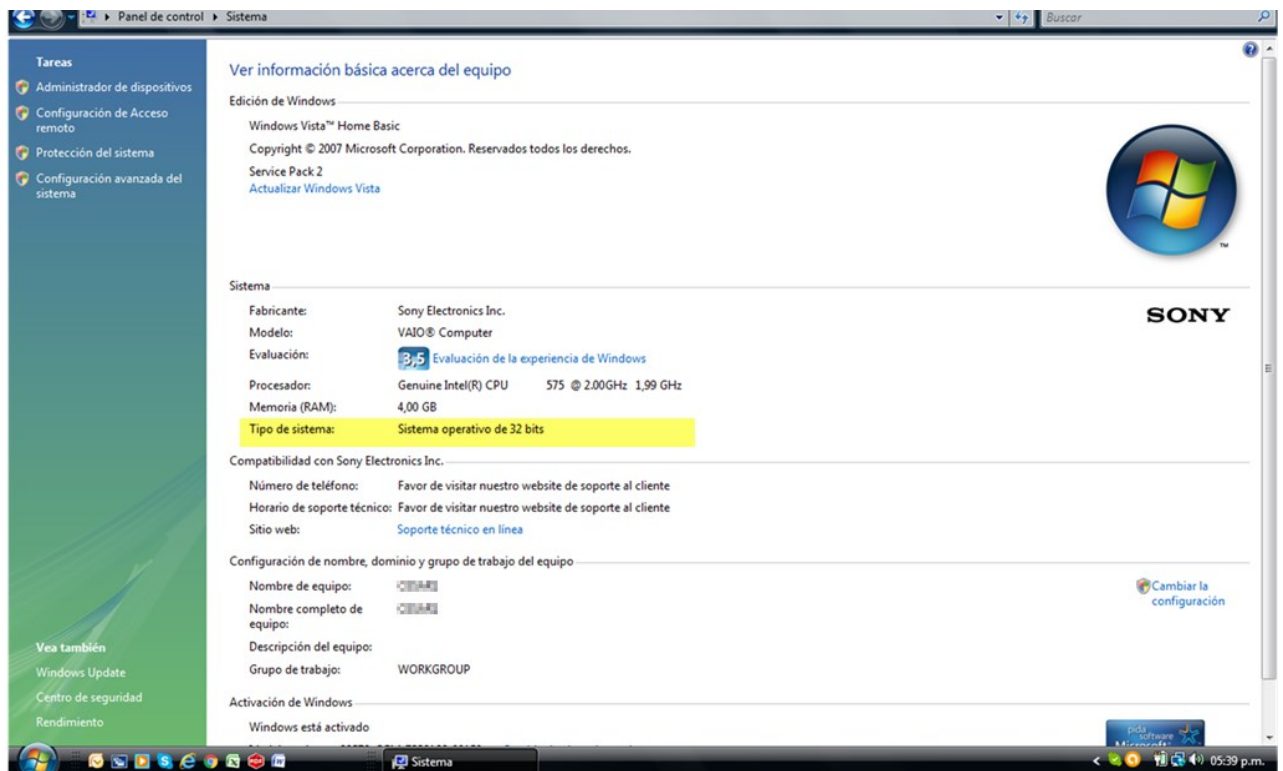 Panel de control ▸ Sistema
Buscar
Tareas
Administrador de dispositivos
Configuración de Acceso
remoto
Protección del sistema
Configuración avanzada del
sistema
Ver información básica acerca del equipo
Edición de Windows
Windows Vista™ Home Basic
Copyright © 2007 Microsoft Corporation. Reservados todos los derechos.
Service Pack 2
Actualizar Windows Vista
TM
Sistema
Fabricante: Sony Electronics Inc.
SONY
Modelo: VAIO® Computer
Evaluación: 3,5 Evaluación de la experiencia de Windows
Procesador: Genuine Intel(R) CPU 575 @ 2.00GHz 1,99 GHz
Memoria (RAM): 4,00 GB
Tipo de sistema: Sistema operativo de 32 bits
Compatibilidad con Sony Electronics Inc.
Número de teléfono: Favor de visitar nuestro website de soporte al cliente
Horario de soporte técnico: Favor de visitar nuestro website de soporte al cliente
Sitio web: Soporte técnico en línea
Configuración de nombre, dominio y grupo de trabajo del equipo
Nombre de equipo:
Cambiar la
configuración
Nombre completo de
equipo:
Descripción del equipo:
Grupo de trabajo: WORKGROUP
Vea también
Windows Update
Centro de seguridad
Rendimiento
Activación de Windows
Windows está activado
pida
software
Microsoft
Sistema
05:39 p.m.